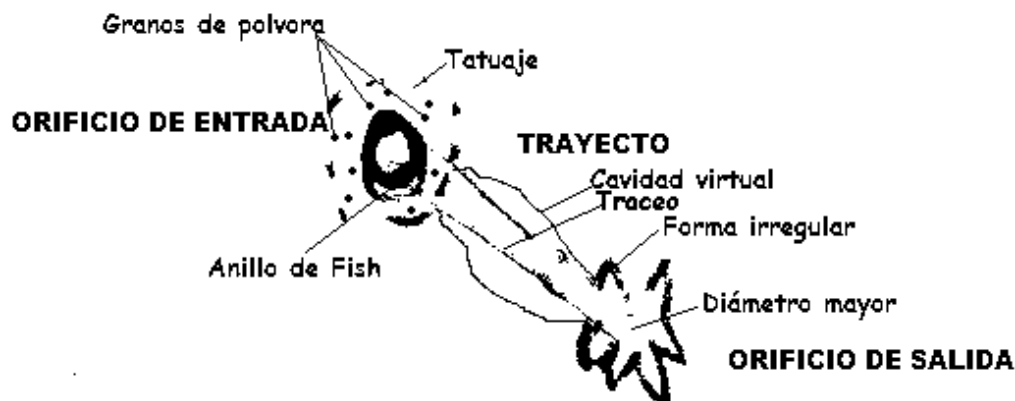 Granos de polvora
Tatuaje
ORIFICIO DE ENTRADA
TRAYECTO
Cavidad virtual
Traceo
Forma irregular
Anillo de Fish
Diámetro mayor
ORIFICIO DE SALIDA